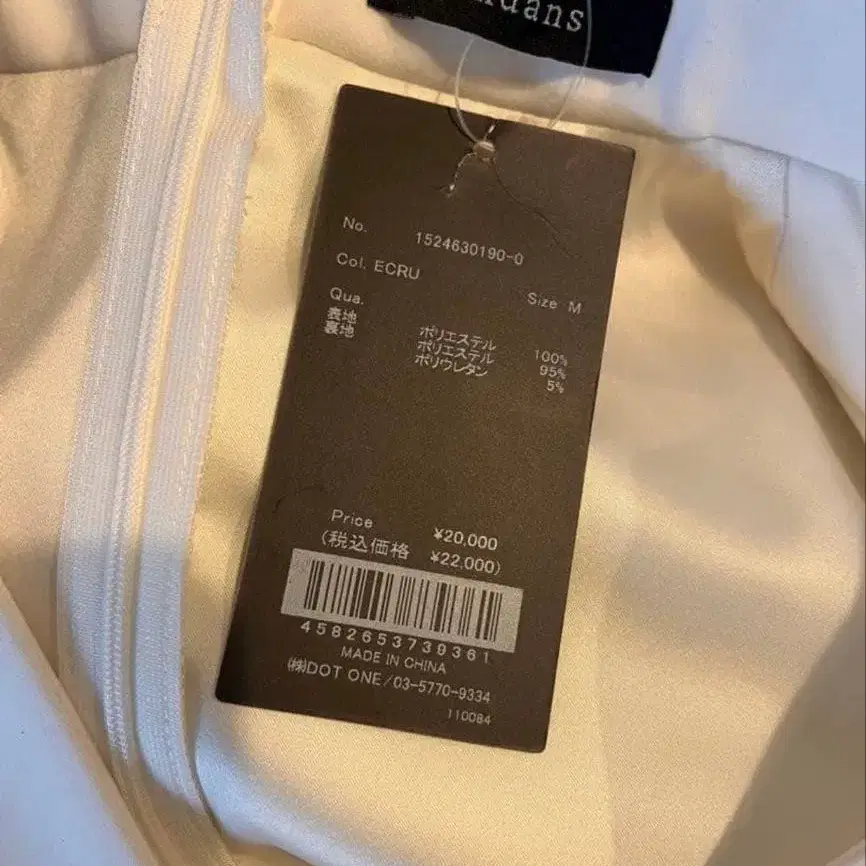 No. 1524630190-0
Col. ECRU
Size M
Qua.
表地 ポリエステル 100%
裏地 ポリエステル 95%
ポリウレタン 5%
Price ¥20,000
(税込価格 ¥22,000)
4582653739361
MADE IN CHINA
㈱DOT ONE/03-5770-9334
110084